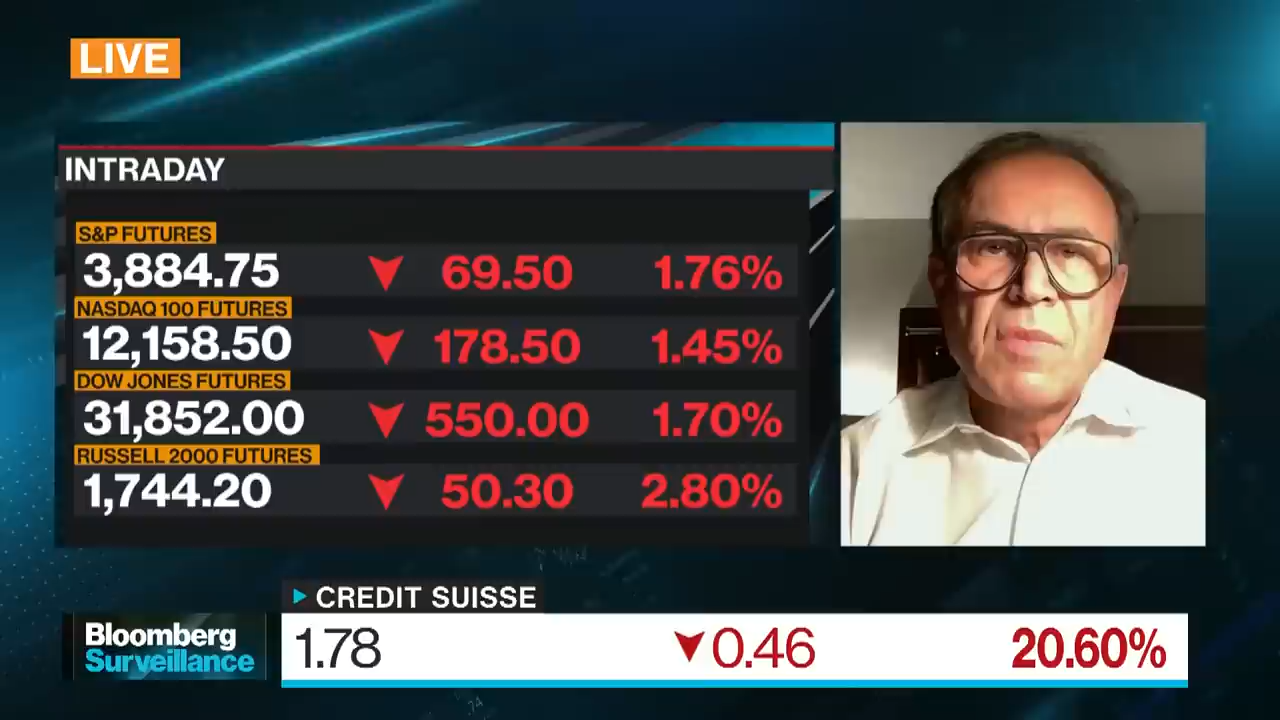 LIVE
INTRADAY
S&P FUTURES
3,884.75 69.50 1.76%
NASDAQ 100 FUTURES
12,158.50 178.50 1.45%
DOW JONES FUTURES
31,852.00 550.00 1.70%
RUSSELL 2000 FUTURES
1,744.20 50.30 2.80%
CREDIT SUISSE
Bloomberg
Surveillance
1.78 0.46 20.60%